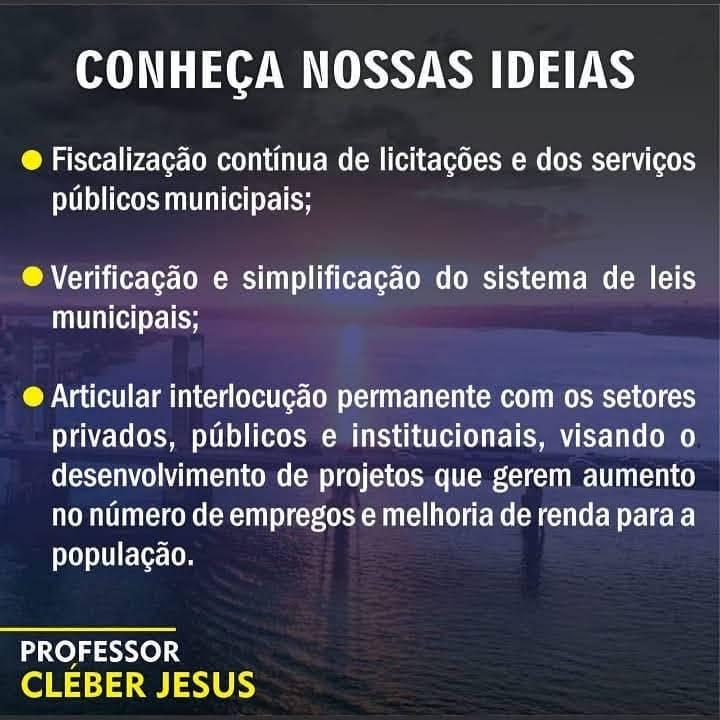 CONHEÇA NOSSAS IDEIAS
Fiscalização contínua de licitações e dos serviços
públicos municipais;
Verificação e simplificação do sistema de leis
municipais;
Articular interlocução permanente com os setores
privados, públicos e institucionais, visando o
desenvolvimento de projetos que gerem aumento
no número de empregos e melhoria de renda para a
população.
PROFESSOR
CLÉBER JESUS